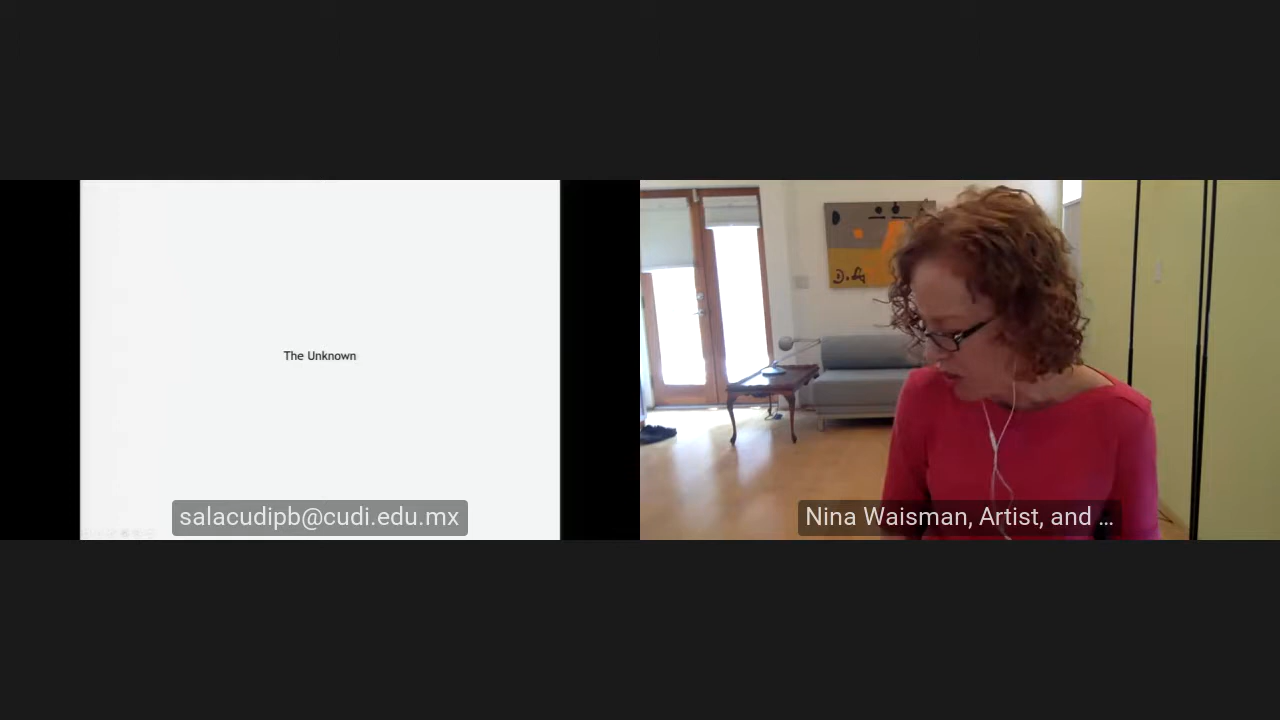 The Unknown
salacudipb@cudi.edu.mx
Nina Waisman, Artist, and ...